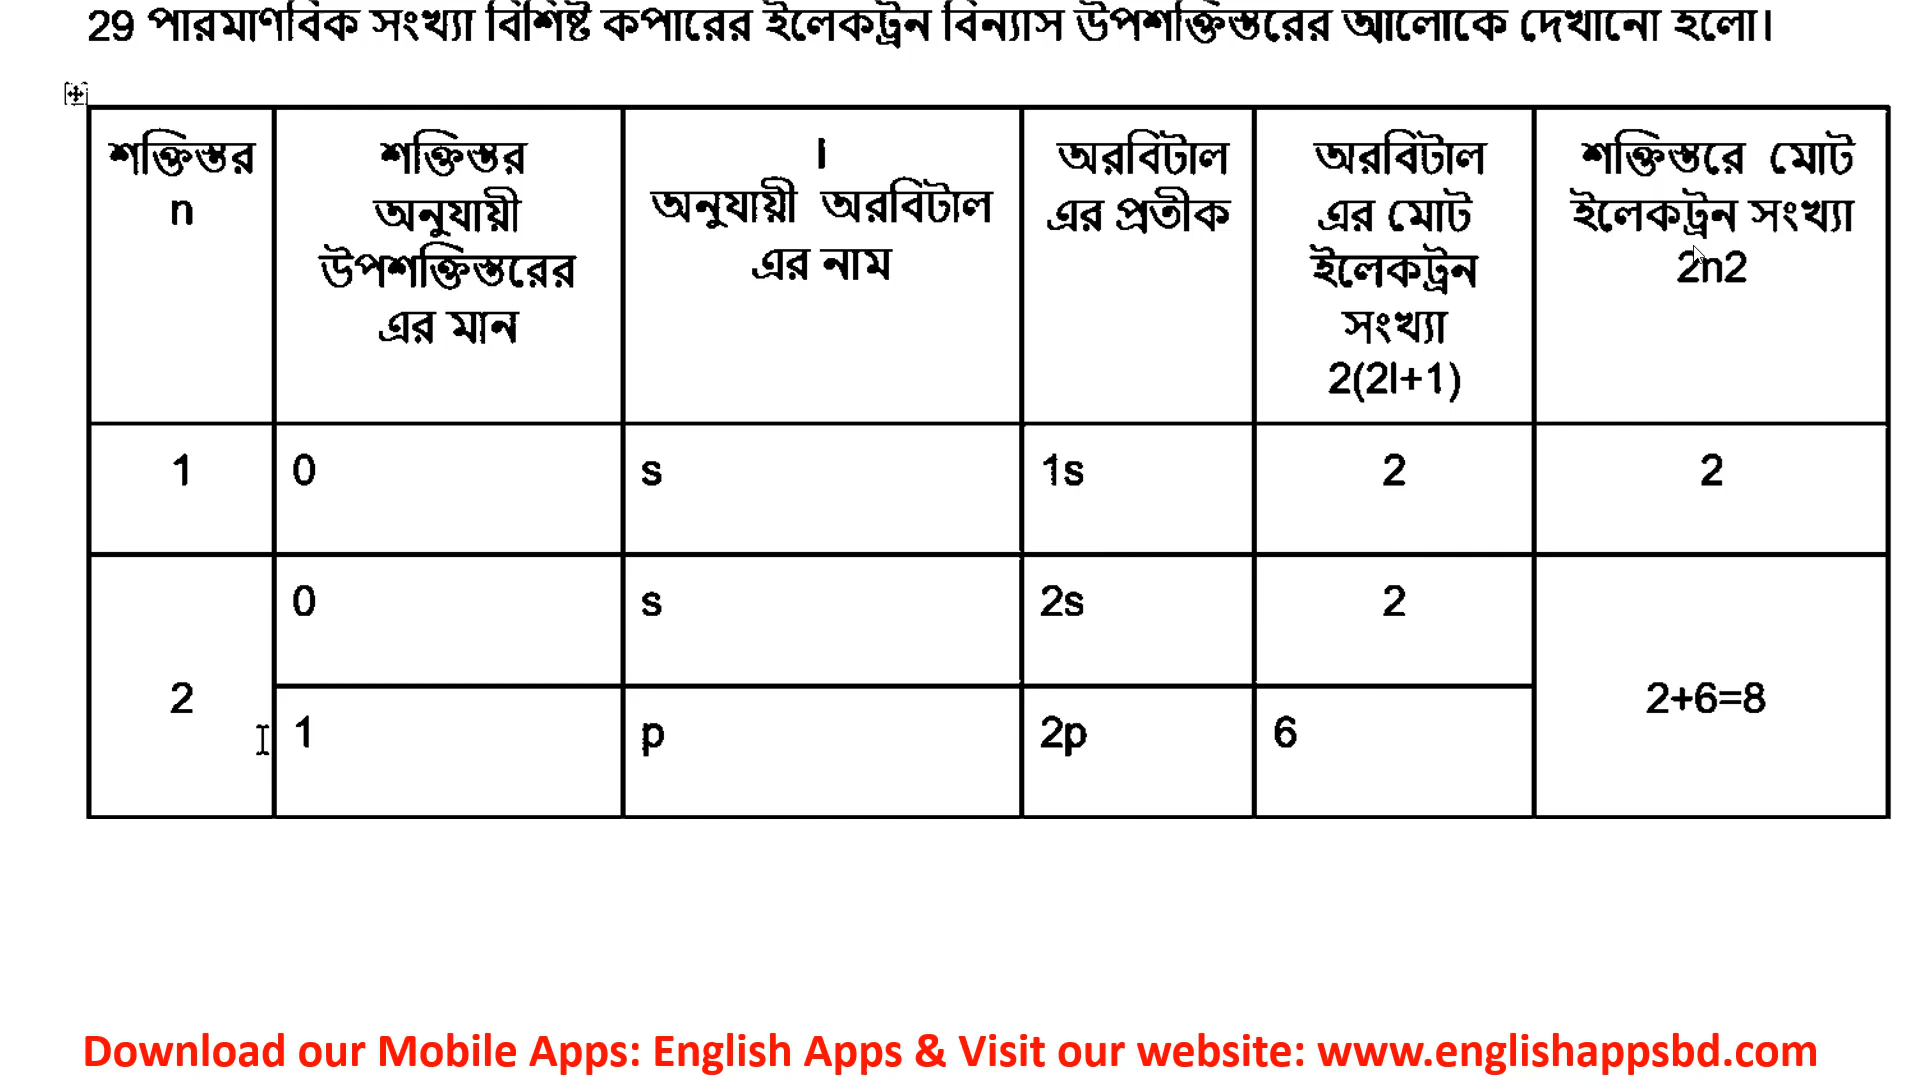 29 পারমাণবিক সংখ্যা বিশিষ্ট কপারের ইলেকট্রন বিন্যাস উপশক্তিস্তরের আলোকে দেখানো হলো।
শক্তিস্তর
n
শক্তিস্তর
অনুযায়ী
উপশক্তিস্তরের
এর মান
l
অনুযায়ী অরবিটাল
এর নাম
অরবিটাল
এর প্রতীক
অরবিটাল
এর মোট
ইলেকট্রন
সংখ্যা
2(2l+1)
শক্তিস্তরে মোট
ইলেকট্রন সংখ্যা
2n2
1
0
s
1s
2
2
2
0
s
2s
2
2+6=8
1
p
2p
6
Download our Mobile Apps: English Apps & Visit our website: www.englishappsbd.com